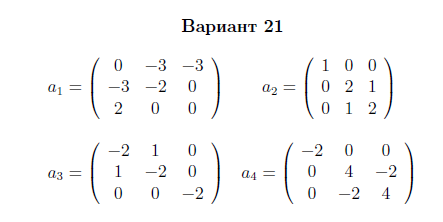 Вариант 21
0 −3 −3 1 0 0
a₁ = −3 −2 0 a₂ = 0 2 1
2 0 0 0 1 2
−2 1 0 −2 0 0
a₃ = 1 −2 0 a₄ = 0 4 −2
0 0 −2 0 −2 4